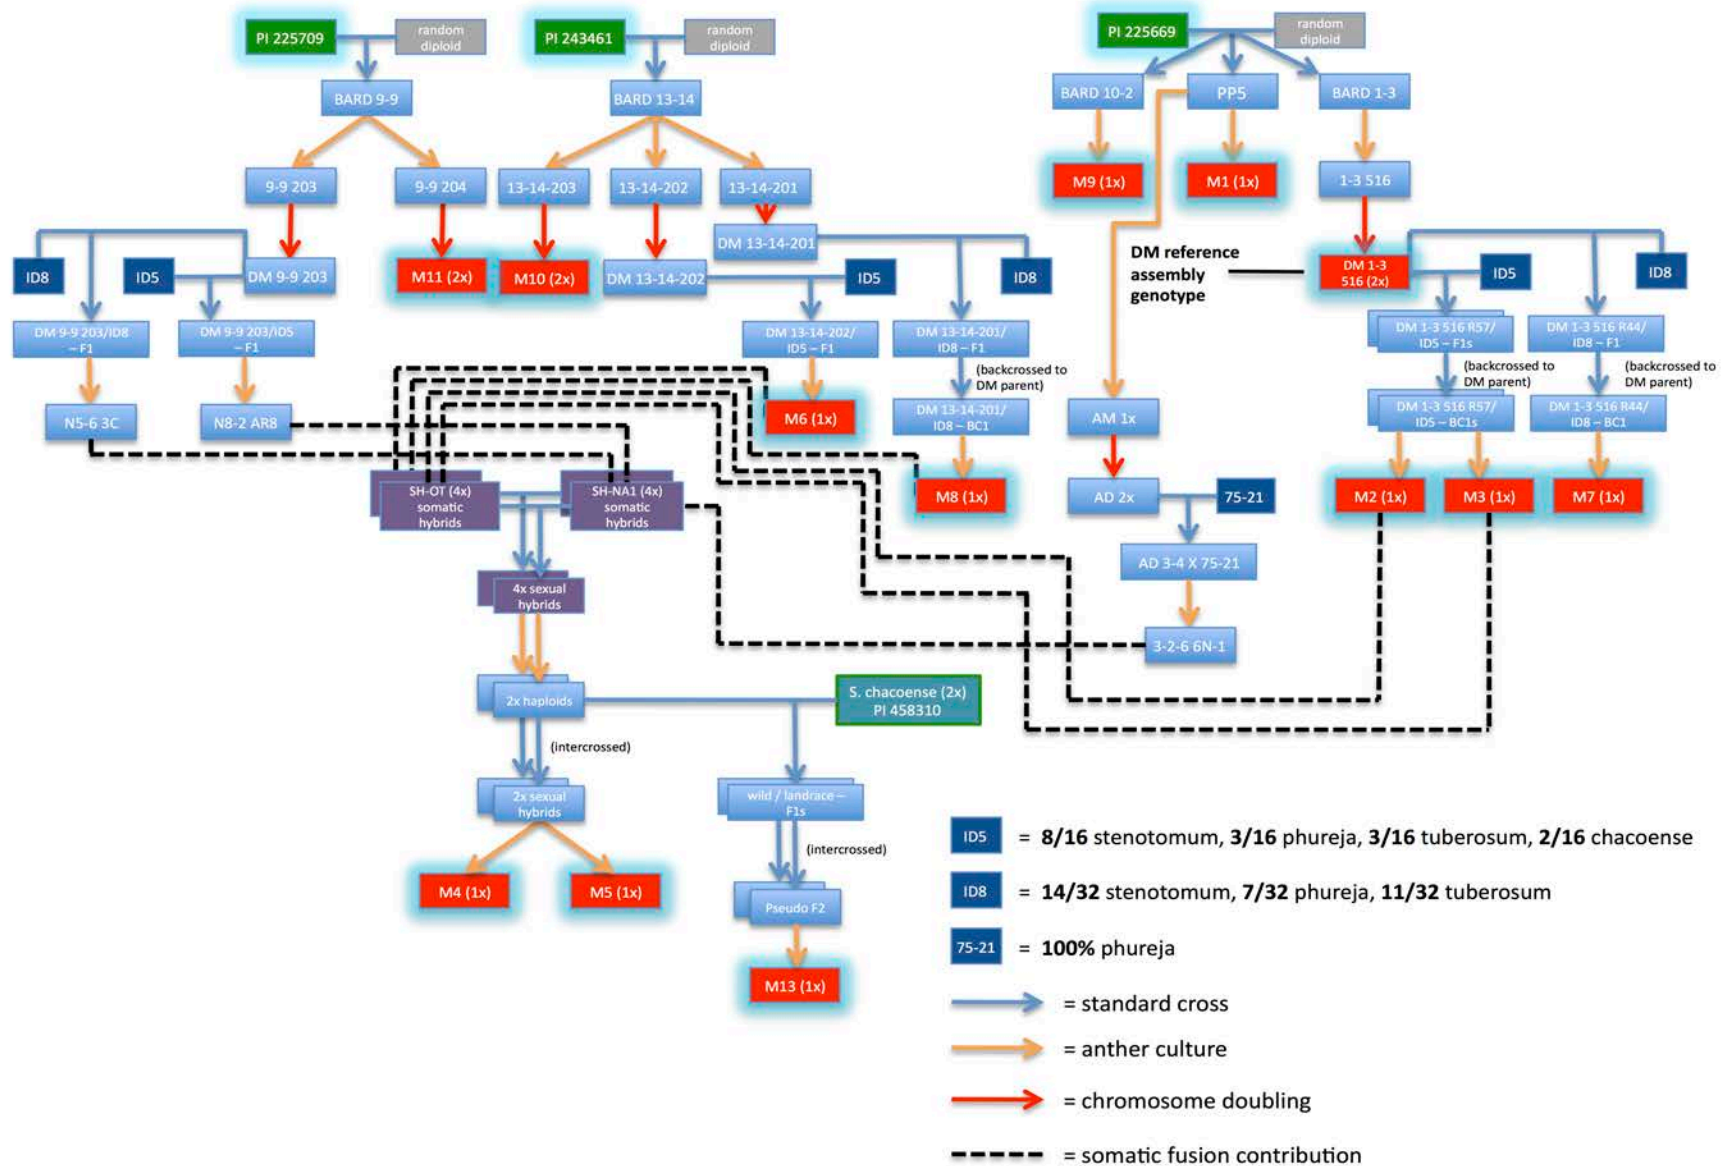 PI 225709
random
diploid
PI 243461
random
diploid
PI 225669
random
diploid
BARD 9-9
BARD 13-14
BARD 10-2
PP5
BARD 1-3
9-9 203
9-9 204
13-14-203
13-14-202
13-14-201
M9 (1x)
M1 (1x)
1-3 516
ID8
ID5
DM 9-9 203
M11 (2x)
M10 (2x)
DM 13-14-201
DM 13-14-202
ID5
ID8
DM reference
assembly
genotype
DM 1-3
516 (2x)
ID5
ID8
DM 9-9 203/ID8
– F1
DM 9-9 203/ID5
– F1
DM 13-14-202/
ID5 – F1
DM 13-14-201/
ID8 – F1
DM 1-3 516 R57/
ID5 – F1s
DM 1-3 516 R44/
ID8 – F1
(backcrossed to
DM parent)
(backcrossed to
DM parent)
(backcrossed to
DM parent)
N5-6 3C
N8-2 AR8
M6 (1x)
DM 13-14-201/
ID8 – BC1
AM 1x
DM 1-3 516 R57/
ID5 – BC1s
DM 1-3 516 R44/
ID8 – BC1
SH-OT (4x)
somatic
hybrids
SH-NA1 (4x)
somatic
hybrids
M8 (1x)
AD 2x
75-21
M2 (1x)
M3 (1x)
M7 (1x)
AD 3-4 X 75-21
4x sexual
hybrids
3-2-6 6N-1
2x haploids
S. chacoense (2x)
PI 458310
(intercrossed)
2x sexual
hybrids
wild / landrace –
F1s
(intercrossed)
M4 (1x)
M5 (1x)
Pseudo F2
M13 (1x)
ID5 = 8/16 stenotomum, 3/16 phureja, 3/16 tuberosum, 2/16 chacoense
ID8 = 14/32 stenotomum, 7/32 phureja, 11/32 tuberosum
75-21 = 100% phureja
= standard cross
= anther culture
= chromosome doubling
= somatic fusion contribution